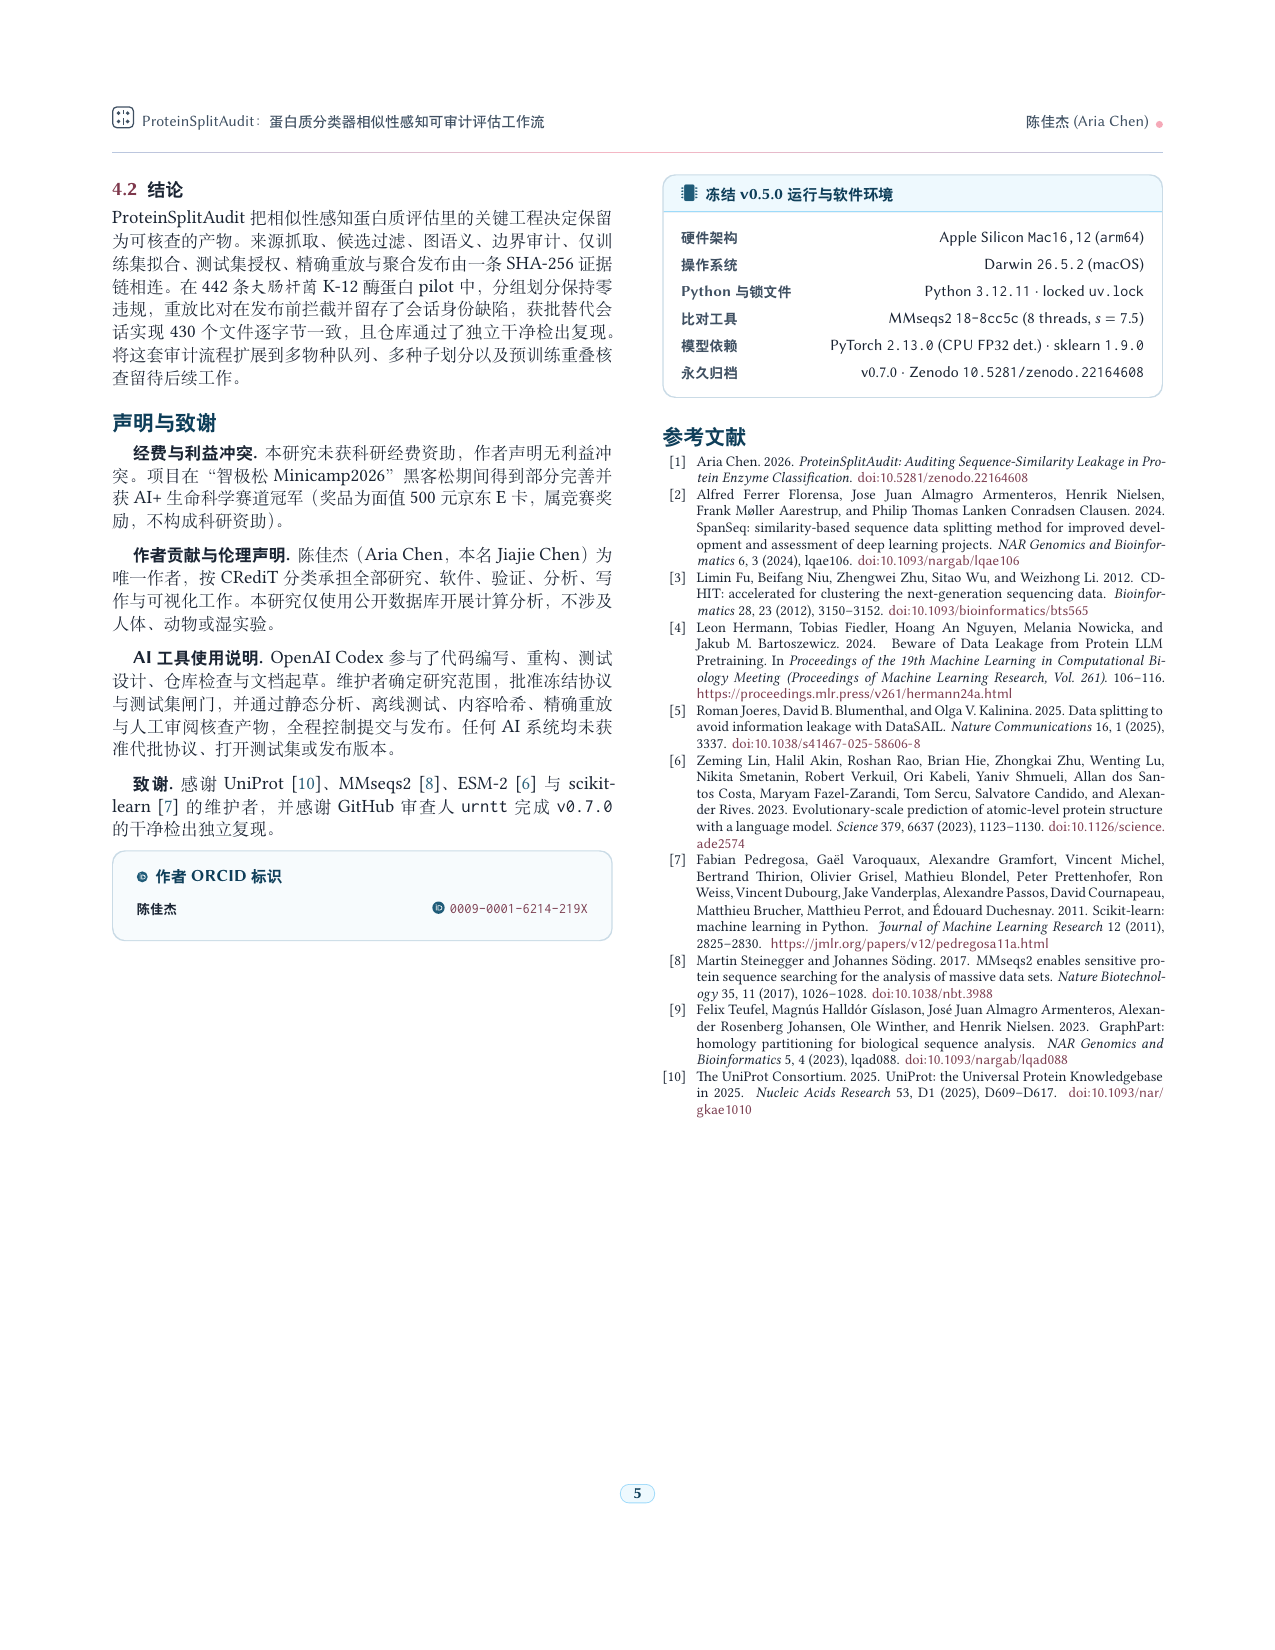 ProteinSplitAudit：蛋白质分类器相似性感知可审计评估工作流
陈佳杰 (Aria Chen)
4.2 结论
ProteinSplitAudit 把相似性感知蛋白质评估里的关键工程决定保留
为可核查的产物。来源抓取、候选过滤、图语义、边界审计、仅训
练集拟合、测试集授权、精确重放与聚合发布由一条 SHA-256 证据
链相连。在 442 条大肠杆菌 K-12 酶蛋白 pilot 中，分组划分保持零
违规，重放比对在发布前拦截并留存了会话身份缺陷，获批替代会
话实现 430 个文件逐字节一致，且仓库通过了独立干净检出复现。
将这套审计流程扩展到多物种队列、多种子划分以及预训练重叠核
查留待后续工作。
声明与致谢
经费与利益冲突. 本研究未获科研经费资助，作者声明无利益冲
突。项目在“智极松 Minicamp2026”黑客松期间得到部分完善并
获 AI+ 生命科学赛道冠军（奖品为面值 500 元京东 E 卡，属竞赛奖
励，不构成科研资助）。
作者贡献与伦理声明. 陈佳杰（Aria Chen，本名 Jiajie Chen）为
唯一作者，按 CRediT 分类承担全部研究、软件、验证、分析、写
作与可视化工作。本研究仅使用公开数据库开展计算分析，不涉及
人体、动物或湿实验。
AI 工具使用说明. OpenAI Codex 参与了代码编写、重构、测试
设计、仓库检查与文档起草。维护者确定研究范围，批准冻结协议
与测试集闸门，并通过静态分析、离线测试、内容哈希、精确重放
与人工审阅核查产物，全程控制提交与发布。任何 AI 系统均未获
准代批协议、打开测试集或发布版本。
致谢. 感谢 UniProt [10]、MMseqs2 [8]、ESM-2 [6] 与 scikit-
learn [7] 的维护者，并感谢 GitHub 审查人 urntt 完成 v0.7.0
的干净检出独立复现。
作者 ORCID 标识
陈佳杰 0009-0001-6214-219X
冻结 v0.5.0 运行与软件环境
硬件架构 Apple Silicon Mac16,12 (arm64)
操作系统 Darwin 26.5.2 (macOS)
Python 与锁文件 Python 3.12.11 · locked uv.lock
比对工具 MMseqs2 18-8cc5c (8 threads, s = 7.5)
模型依赖 PyTorch 2.13.0 (CPU FP32 det.) · sklearn 1.9.0
永久归档 v0.7.0 · Zenodo 10.5281/zenodo.22164608
参考文献
[1] Aria Chen. 2026. ProteinSplitAudit: Auditing Sequence-Similarity Leakage in Pro-
tein Enzyme Classification. doi:10.5281/zenodo.22164608
[2] Alfred Ferrer Florensa, Jose Juan Almagro Armenteros, Henrik Nielsen,
Frank Møller Aarestrup, and Philip Thomas Lanken Conradsen Clausen. 2024.
SpanSeq: similarity-based sequence data splitting method for improved devel-
opment and assessment of deep learning projects. NAR Genomics and Bioinfor-
matics 6, 3 (2024), lqae106. doi:10.1093/nargab/lqae106
[3] Limin Fu, Beifang Niu, Zhengwei Zhu, Sitao Wu, and Weizhong Li. 2012. CD-
HIT: accelerated for clustering the next-generation sequencing data. Bioinfor-
matics 28, 23 (2012), 3150–3152. doi:10.1093/bioinformatics/bts565
[4] Leon Hermann, Tobias Fiedler, Hoang An Nguyen, Melania Nowicka, and
Jakub M. Bartoszewicz. 2024. Beware of Data Leakage from Protein LLM
Pretraining. In Proceedings of the 19th Machine Learning in Computational Bi-
ology Meeting (Proceedings of Machine Learning Research, Vol. 261). 106–116.
https://proceedings.mlr.press/v261/hermann24a.html
[5] Roman Joeres, David B. Blumenthal, and Olga V. Kalinina. 2025. Data splitting to
avoid information leakage with DataSAIL. Nature Communications 16, 1 (2025),
3337. doi:10.1038/s41467-025-58606-8
[6] Zeming Lin, Halil Akin, Roshan Rao, Brian Hie, Zhongkai Zhu, Wenting Lu,
Nikita Smetanin, Robert Verkuil, Ori Kabeli, Yaniv Shmueli, Allan dos San-
tos Costa, Maryam Fazel-Zarandi, Tom Sercu, Salvatore Candido, and Alexan-
der Rives. 2023. Evolutionary-scale prediction of atomic-level protein structure
with a language model. Science 379, 6637 (2023), 1123–1130. doi:10.1126/science.
ade2574
[7] Fabian Pedregosa, Gaël Varoquaux, Alexandre Gramfort, Vincent Michel,
Bertrand Thirion, Olivier Grisel, Mathieu Blondel, Peter Prettenhofer, Ron
Weiss, Vincent Dubourg, Jake Vanderplas, Alexandre Passos, David Cournapeau,
Matthieu Brucher, Matthieu Perrot, and Édouard Duchesnay. 2011. Scikit-learn:
machine learning in Python. Journal of Machine Learning Research 12 (2011),
2825–2830. https://jmlr.org/papers/v12/pedregosa11a.html
[8] Martin Steinegger and Johannes Söding. 2017. MMseqs2 enables sensitive pro-
tein sequence searching for the analysis of massive data sets. Nature Biotechnol-
ogy 35, 11 (2017), 1026–1028. doi:10.1038/nbt.3988
[9] Felix Teufel, Magnús Halldór Gíslason, José Juan Almagro Armenteros, Alexan-
der Rosenberg Johansen, Ole Winther, and Henrik Nielsen. 2023. GraphPart:
homology partitioning for biological sequence analysis. NAR Genomics and
Bioinformatics 5, 4 (2023), lqad088. doi:10.1093/nargab/lqad088
[10] The UniProt Consortium. 2025. UniProt: the Universal Protein Knowledgebase
in 2025. Nucleic Acids Research 53, D1 (2025), D609–D617. doi:10.1093/nar/
gkae1010
5